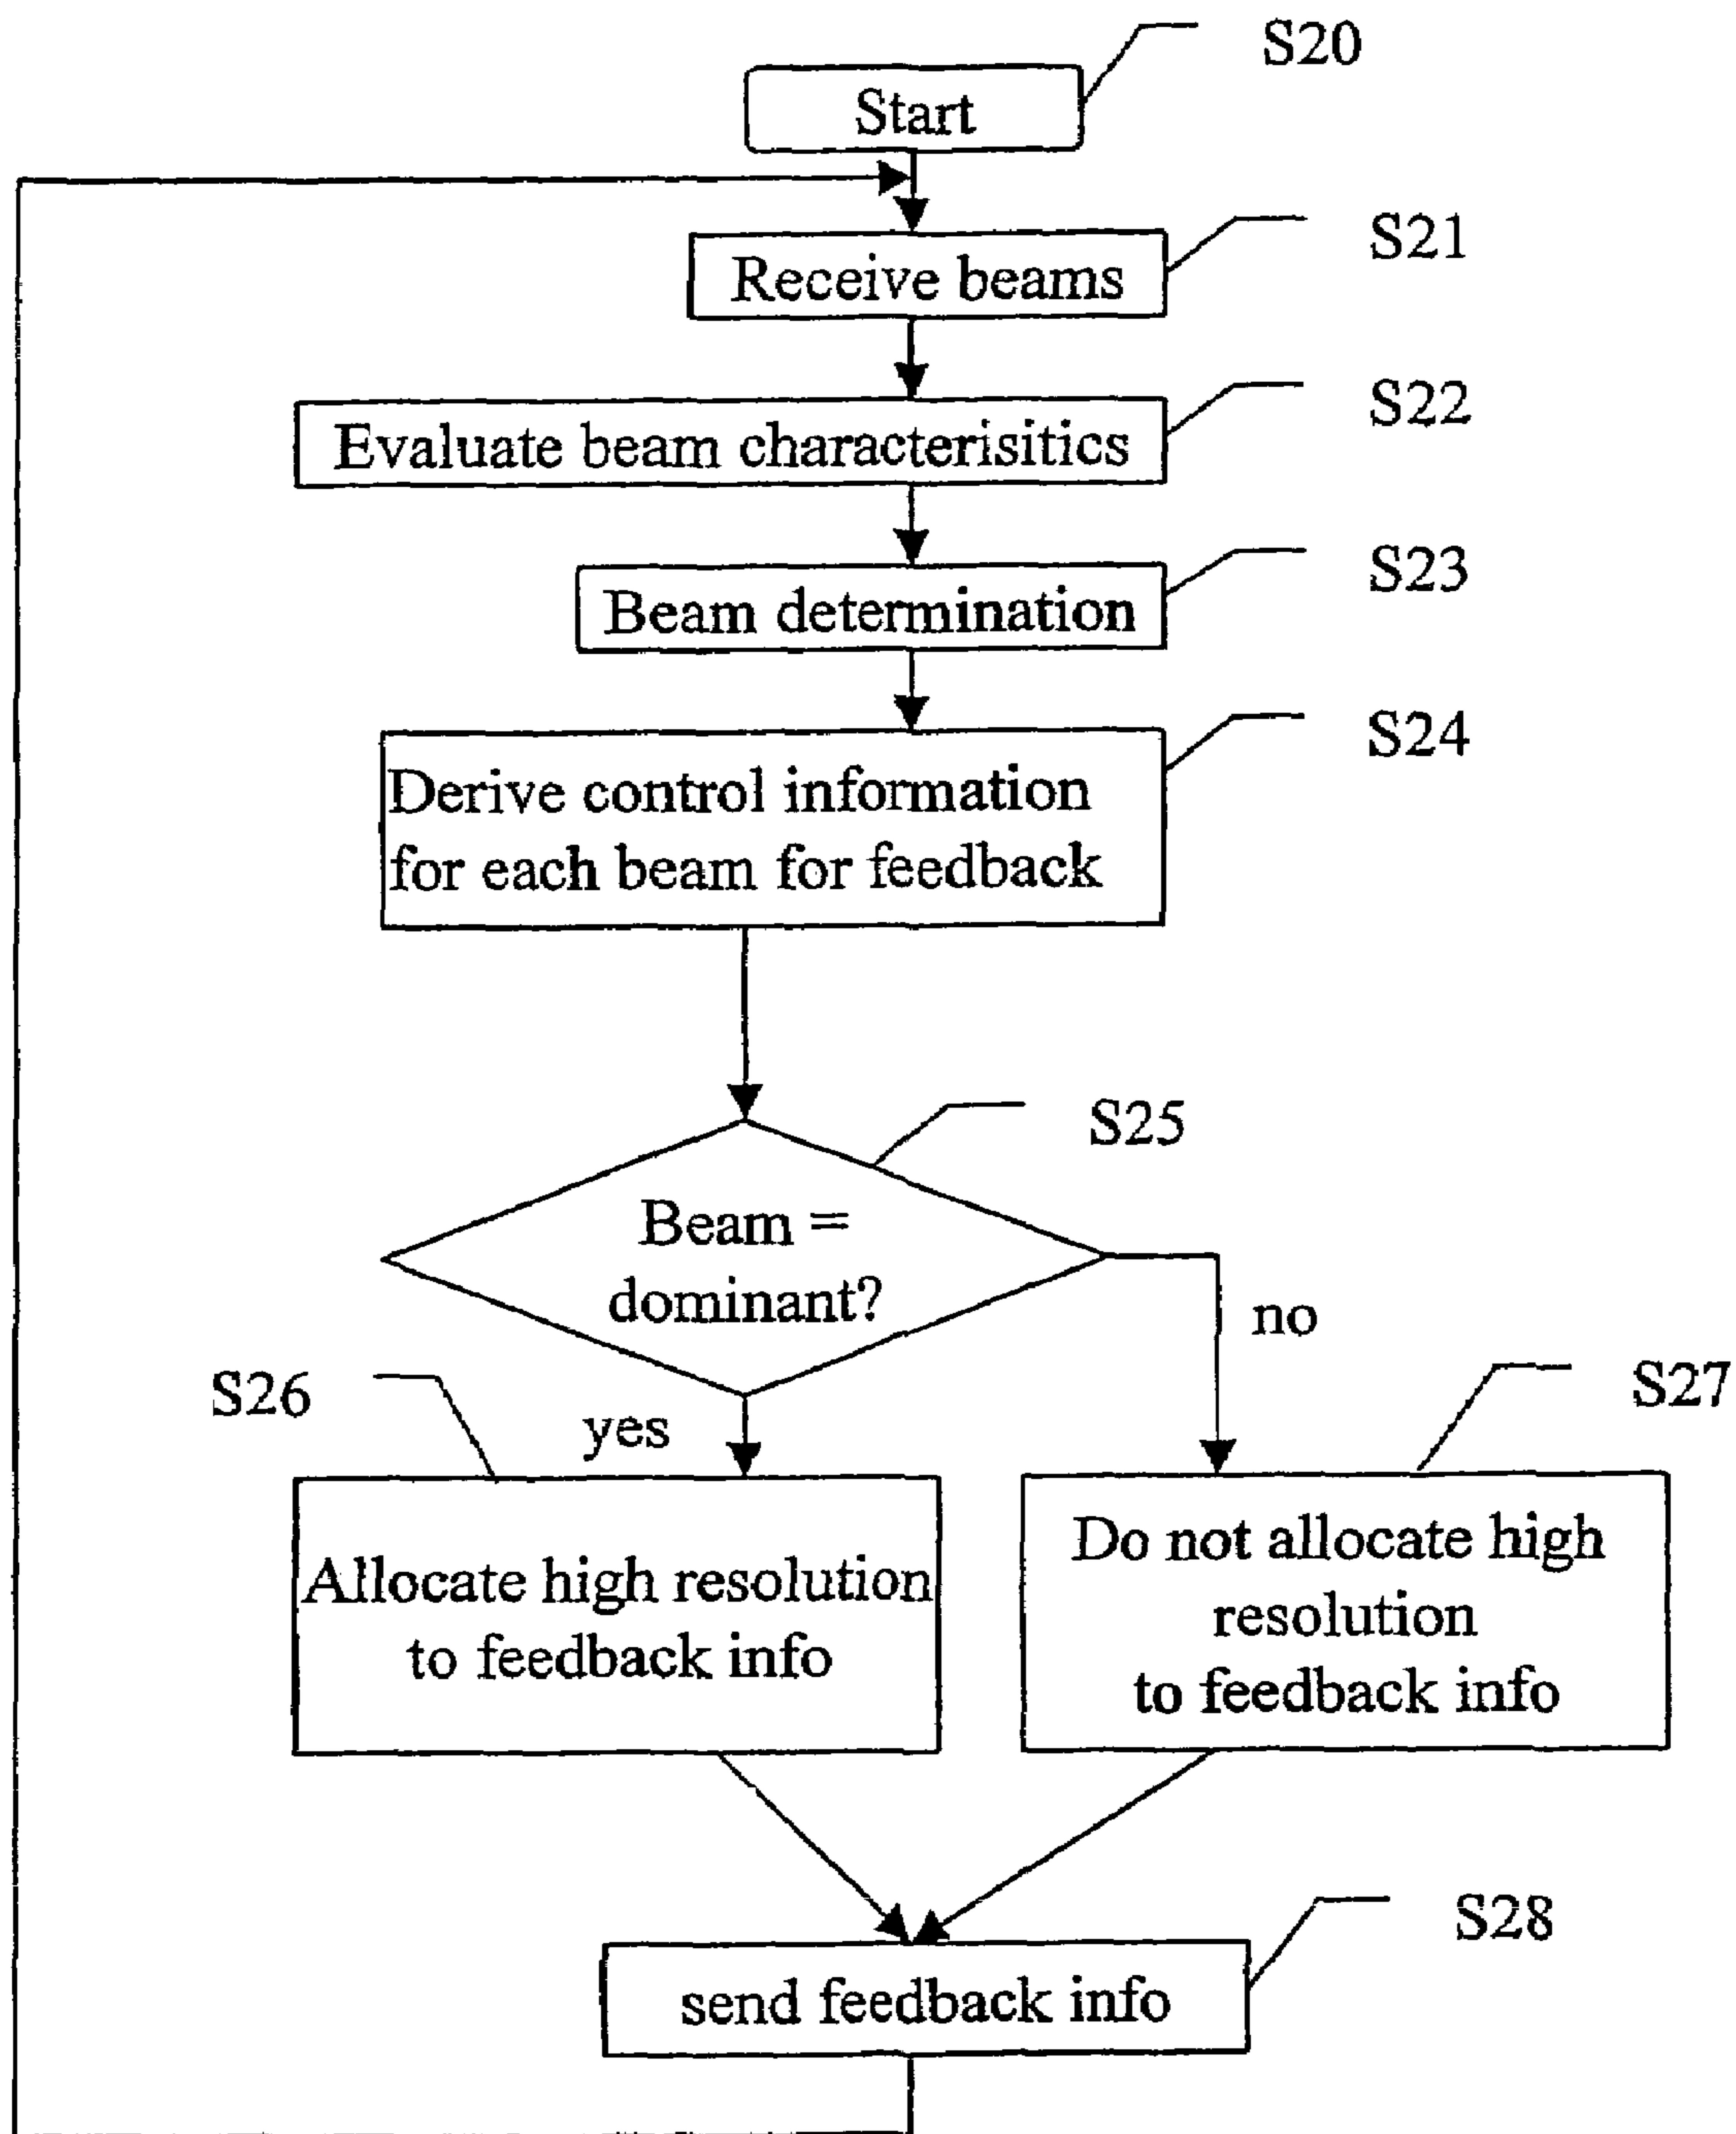 S20
Start
S21
Receive beams
S22
Evaluate beam characterisitics
S23
Beam determination
S24
Derive control information
for each beam for feedback
S25
Beam =
dominant?
no
S26
yes
S27
Allocate high resolution
to feedback info
Do not allocate high
resolution
to feedback info
S28
send feedback info